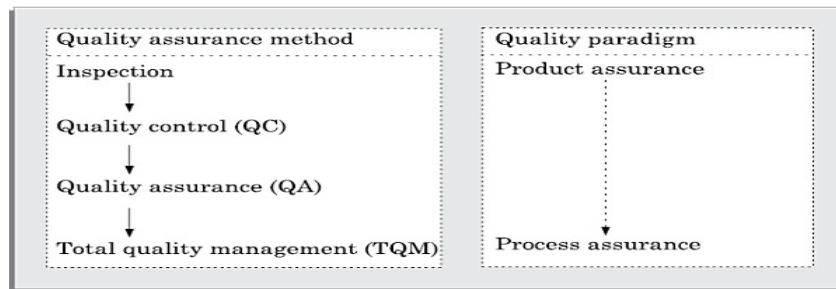 Quality assurance method
Inspection
Quality control (QC)
Quality assurance (QA)
Total quality management (TQM)
Quality paradigm
Product assurance
Process assurance